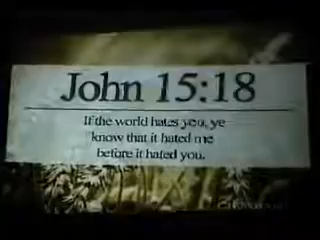 John 15:18
If the world hates you, ye
know that it hated me
before it hated you.